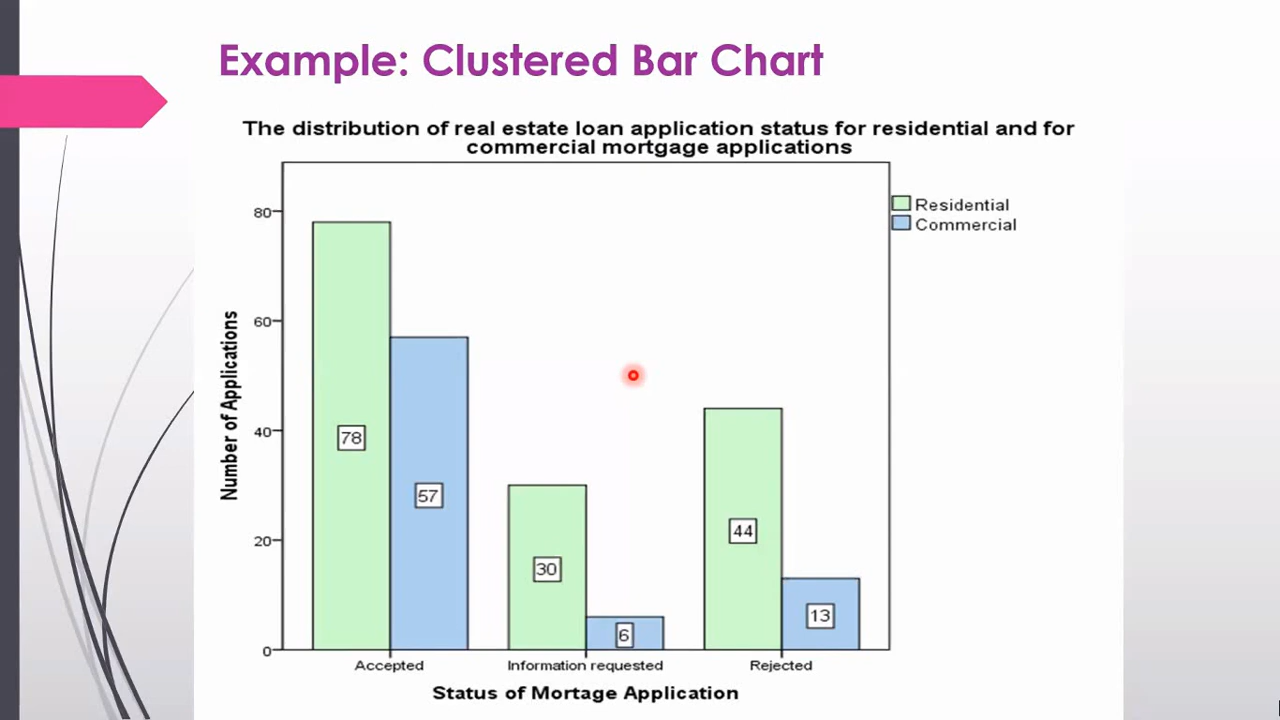 Example: Clustered Bar Chart
The distribution of real estate loan application status for residential and for
commercial mortgage applications
Residential
Commercial
Number of Applications
80
60
40
20
0
78
57
30
6
44
13
Accepted
Information requested
Rejected
Status of Mortage Application